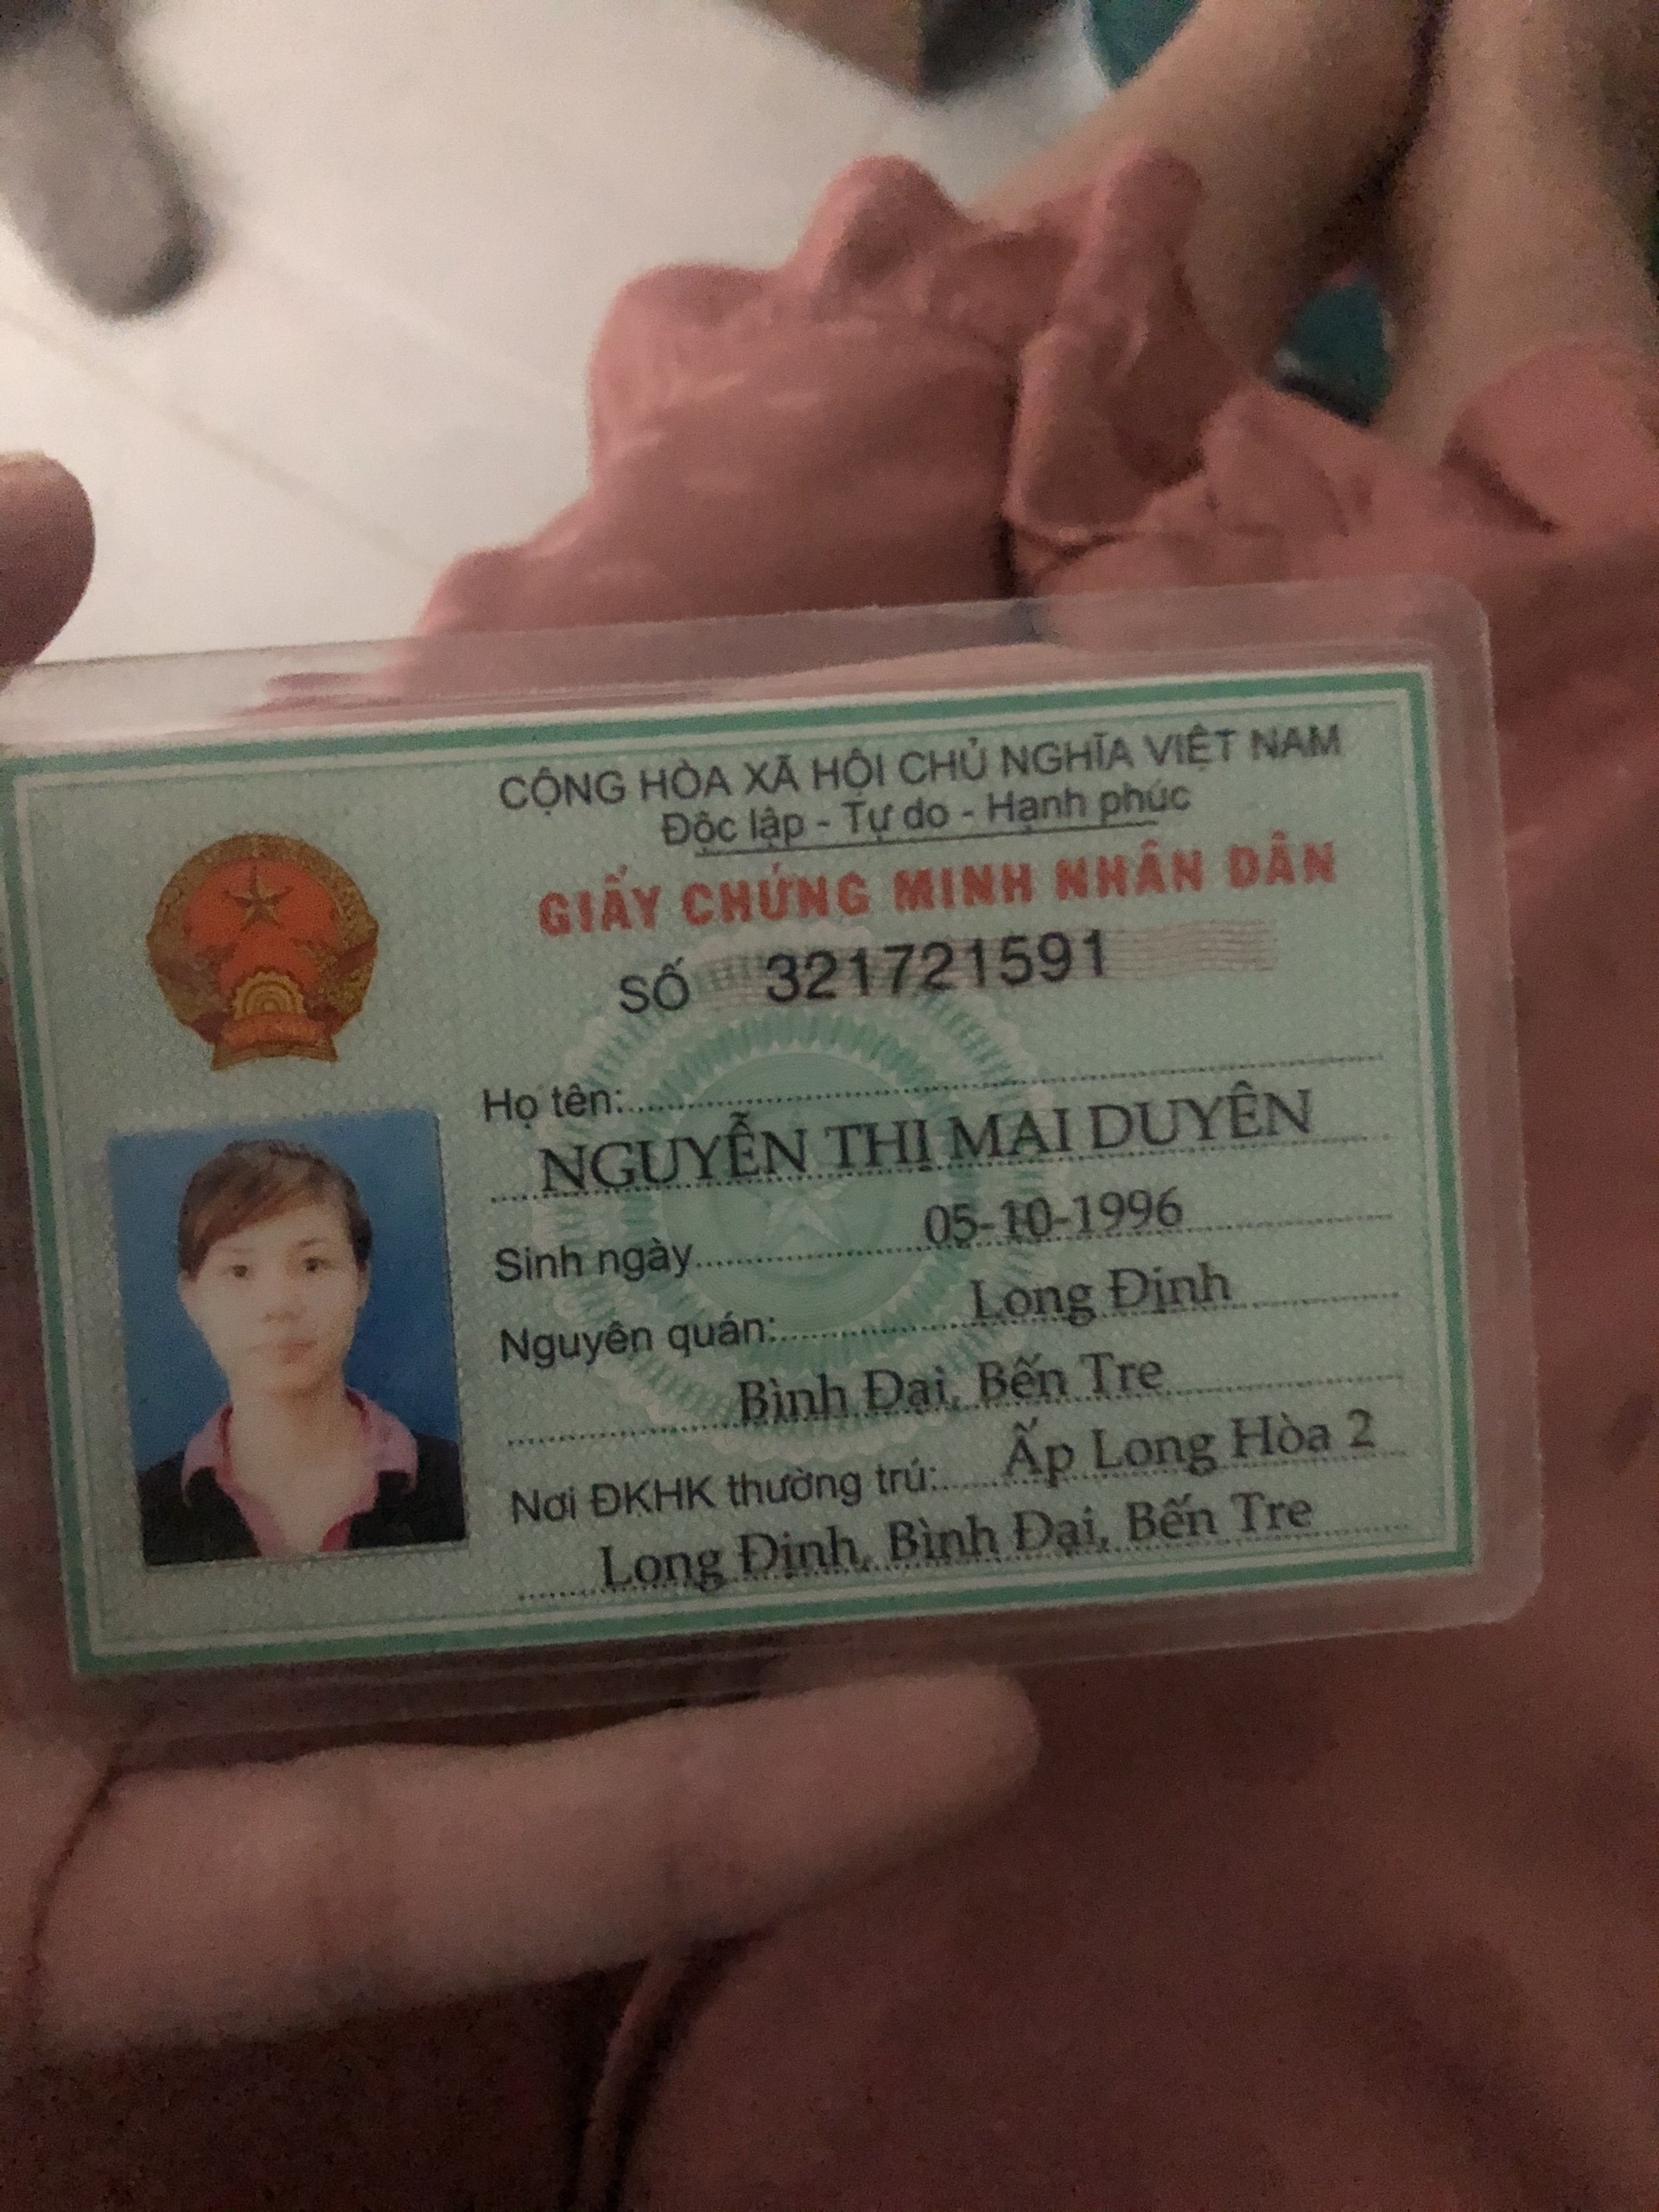 CỘNG HÒA XÃ HỘI CHỦ NGHĨA VIỆT NAM
Độc lập - Tự do - Hạnh phúc
GIẤY CHỨNG MINH NHÂN DÂN
SỐ 321721591
Họ tên:
NGUYỄN THỊ MAI DUYÊN
Sinh ngày 05-10-1996
Nguyên quán: Long Định
Bình Đại, Bến Tre
Nơi ĐKHK thường trú: Ấp Long Hòa 2
Long Định, Bình Đại, Bến Tre